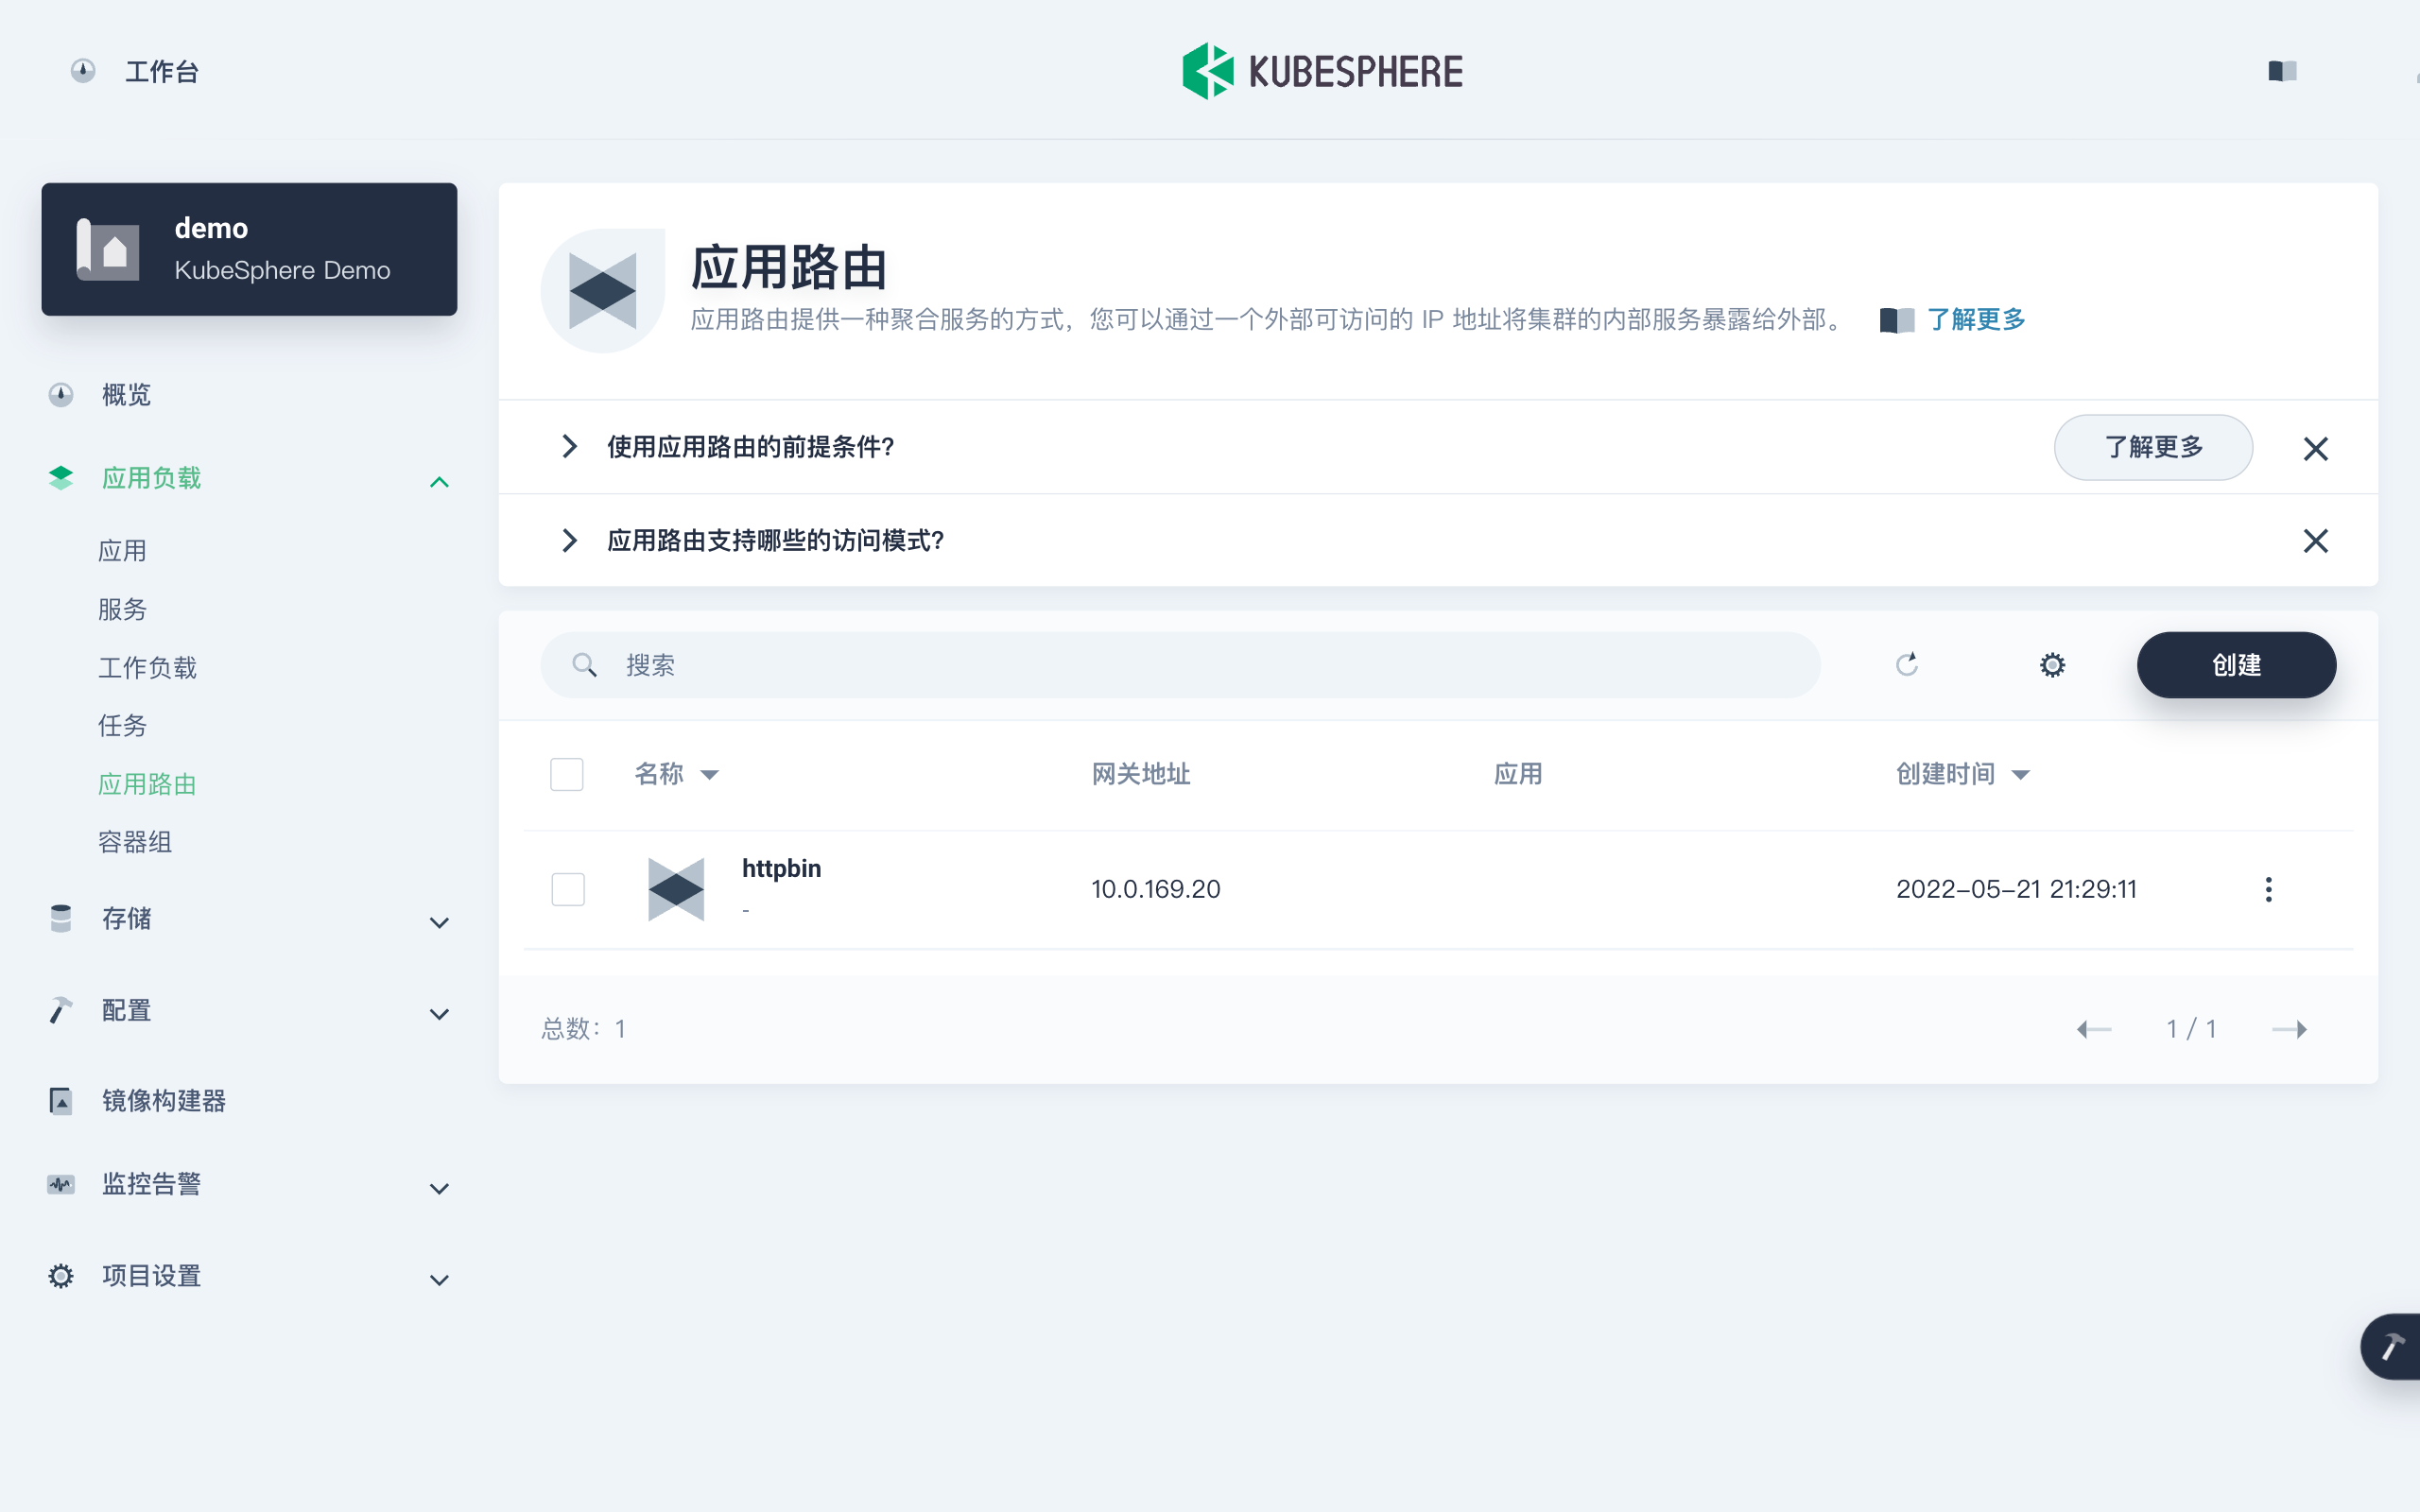 工作台
KUBESPHERE
demo
KubeSphere Demo
概览
应用负载
应用
服务
工作负载
任务
应用路由
容器组
存储
配置
镜像构建器
监控告警
项目设置
应用路由
应用路由提供一种聚合服务的方式，您可以通过一个外部可访问的 IP 地址将集群的内部服务暴露给外部。 了解更多
使用应用路由的前提条件? 了解更多
应用路由支持哪些的访问模式?
搜索 创建
名称 网关地址 应用 创建时间
httpbin
-
10.0.169.20 2022-05-21 21:29:11
总数：1 1 / 1